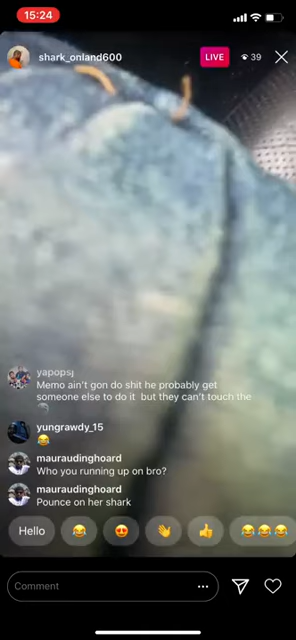 15:24
shark_onland600
LIVE
39
yapopsj
Memo ain't gon do shit he probably get
someone else to do it but they can't touch the
yungrawdy_15
mauraudinghoard
Who you running up on bro?
mauraudinghoard
Pounce on her shark
Hello
Comment